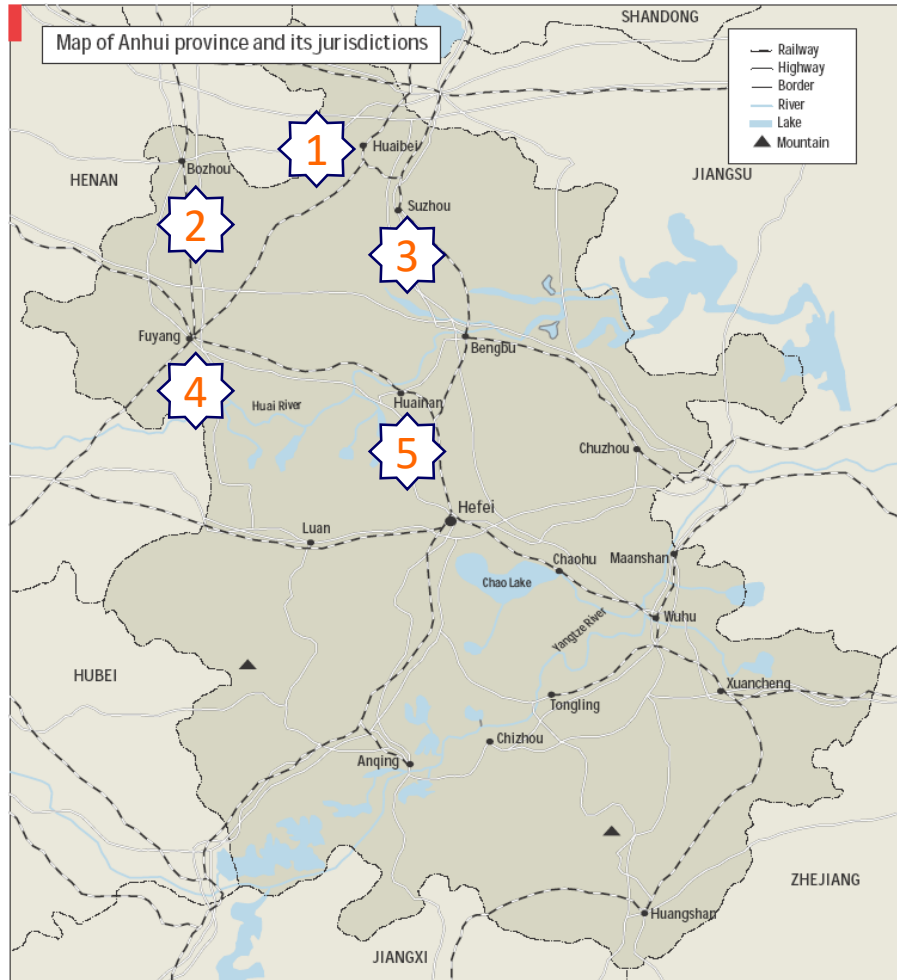 SHANDONG
Map of Anhui province and its jurisdictions
Railway
Highway
Border
River
Lake
Mountain
1
Huaibei
Bozhou
HENAN
JIANGSU
Suzhou
2
3
Fuyang
Bengbu
4
Huai River
Huainan
5
Chuzhou
Hefei
Luan
Chaohu
Maanshan
Chao Lake
Wuhu
Yangtze River
HUBEI
Xuancheng
Tongling
Chizhou
Anqing
ZHEJIANG
Huangshan
JIANGXI